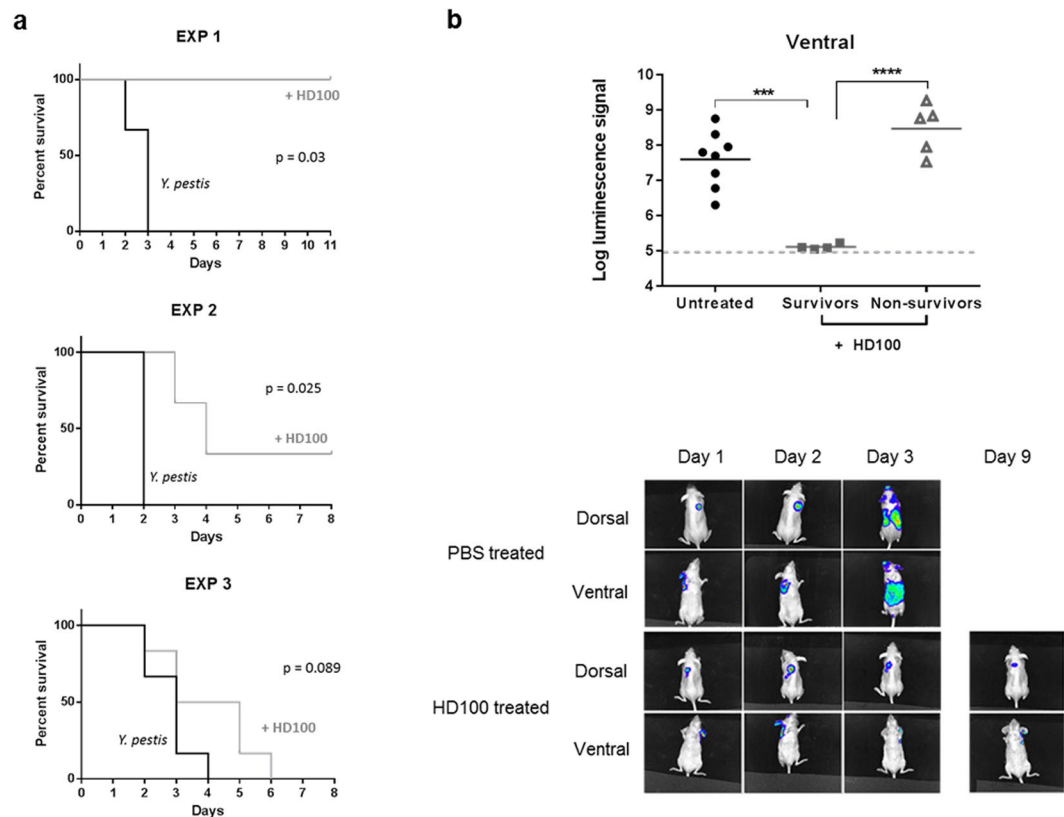 a
EXP 1
Percent survival
100
50
0
+ HD100
p = 0.03
Y. pestis
0 1 2 3 4 5 6 7 8 9 10 11
Days
EXP 2
Percent survival
100
50
0
p = 0.025
+ HD100
Y. pestis
0 1 2 3 4 5 6 7 8
Days
EXP 3
Percent survival
100
50
0
p = 0.089
+ HD100
Y. pestis
0 1 2 3 4 5 6 7 8
Days
b
Ventral
Log luminescence signal
10
9
8
7
6
5
4
*** ****
Untreated Survivors Non-survivors
+ HD100
Day 1 Day 2 Day 3 Day 9
PBS treated
Dorsal
Ventral
HD100 treated
Dorsal
Ventral